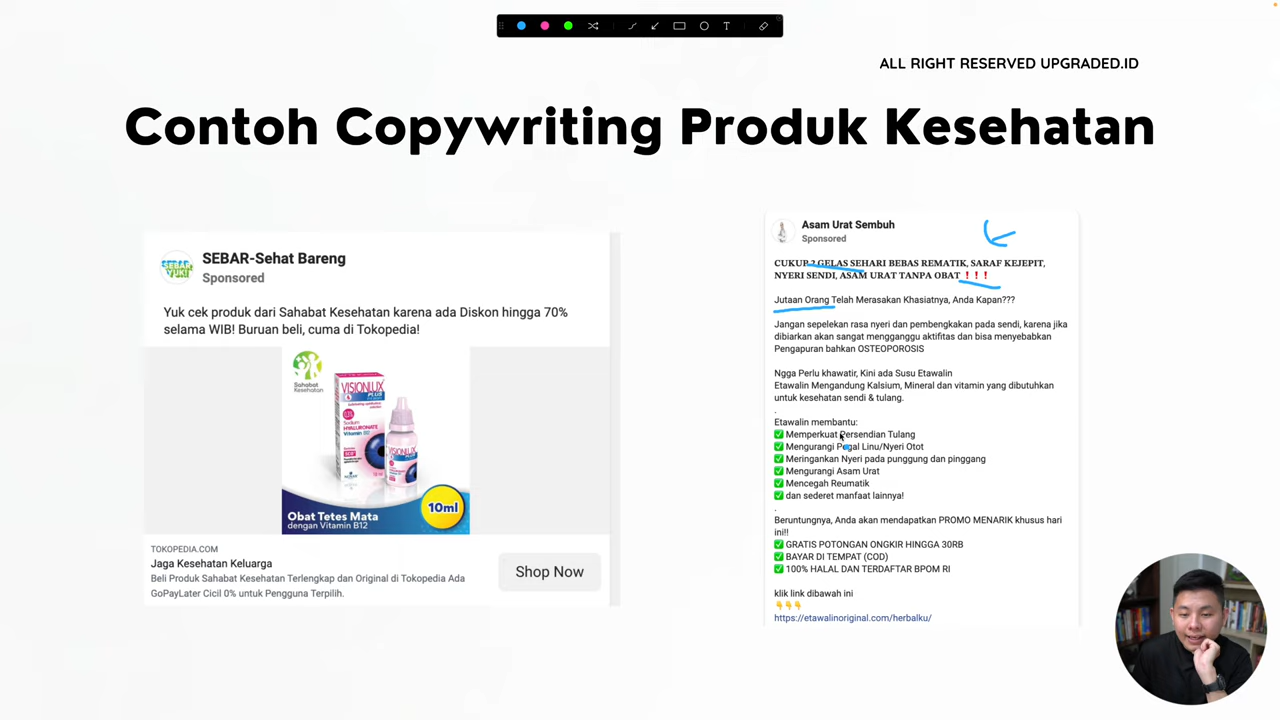 ALL RIGHT RESERVED UPGRADED.ID
Contoh Copywriting Produk Kesehatan
SEBAR-Sehat Bareng
Sponsored
Yuk cek produk dari Sahabat Kesehatan karena ada Diskon hingga 70%
selama WIB! Buruan beli, cuma di Tokopedia!
Sahabat
Kesehatan
VISIONLUX
PLUS
Sodium
HYALURONATE
Vitamin B12
10ml
Obat Tetes Mata
dengan Vitamin B12
TOKOPEDIA.COM
Jaga Kesehatan Keluarga
Beli Produk Sahabat Kesehatan Terlengkap dan Original di Tokopedia Ada
GoPayLater Cicil 0% untuk Pengguna Terpilih.
Shop Now
Asam Urat Sembuh
Sponsored
CUKUP 2 GELAS SEHARI BEBAS REMATIK, SARAF KEJEPIT,
NYERI SENDI, ASAM URAT TANPA OBAT❗❗❗
Jutaan Orang Telah Merasakan Khasiatnya, Anda Kapan???
Jangan sepelekan rasa nyeri dan pembengkakan pada sendi, karena jika
dibiarkan akan sangat mengganggu aktifitas dan bisa menyebabkan
Pengapuran bahkan OSTEOPOROSIS
Ngga Perlu khawatir, Kini ada Susu Etawalin
Etawalin Mengandung Kalsium, Mineral dan vitamin yang dibutuhkan
untuk kesehatan sendi & tulang.
.
Etawalin membantu:
✅ Memperkuat Persendian Tulang
✅ Mengurangi Pegal Linu/Nyeri Otot
✅ Meringankan Nyeri pada punggung dan pinggang
✅ Mengurangi Asam Urat
✅ Mencegah Reumatik
✅ dan sederet manfaat lainnya!
.
Beruntungnya, Anda akan mendapatkan PROMO MENARIK khusus hari
ini!!
✅ GRATIS POTONGAN ONGKIR HINGGA 30RB
✅ BAYAR DI TEMPAT (COD)
✅ 100% HALAL DAN TERDAFTAR BPOM RI
klik link dibawah ini
👇👇👇
https://etawalinoriginal.com/herbalku/